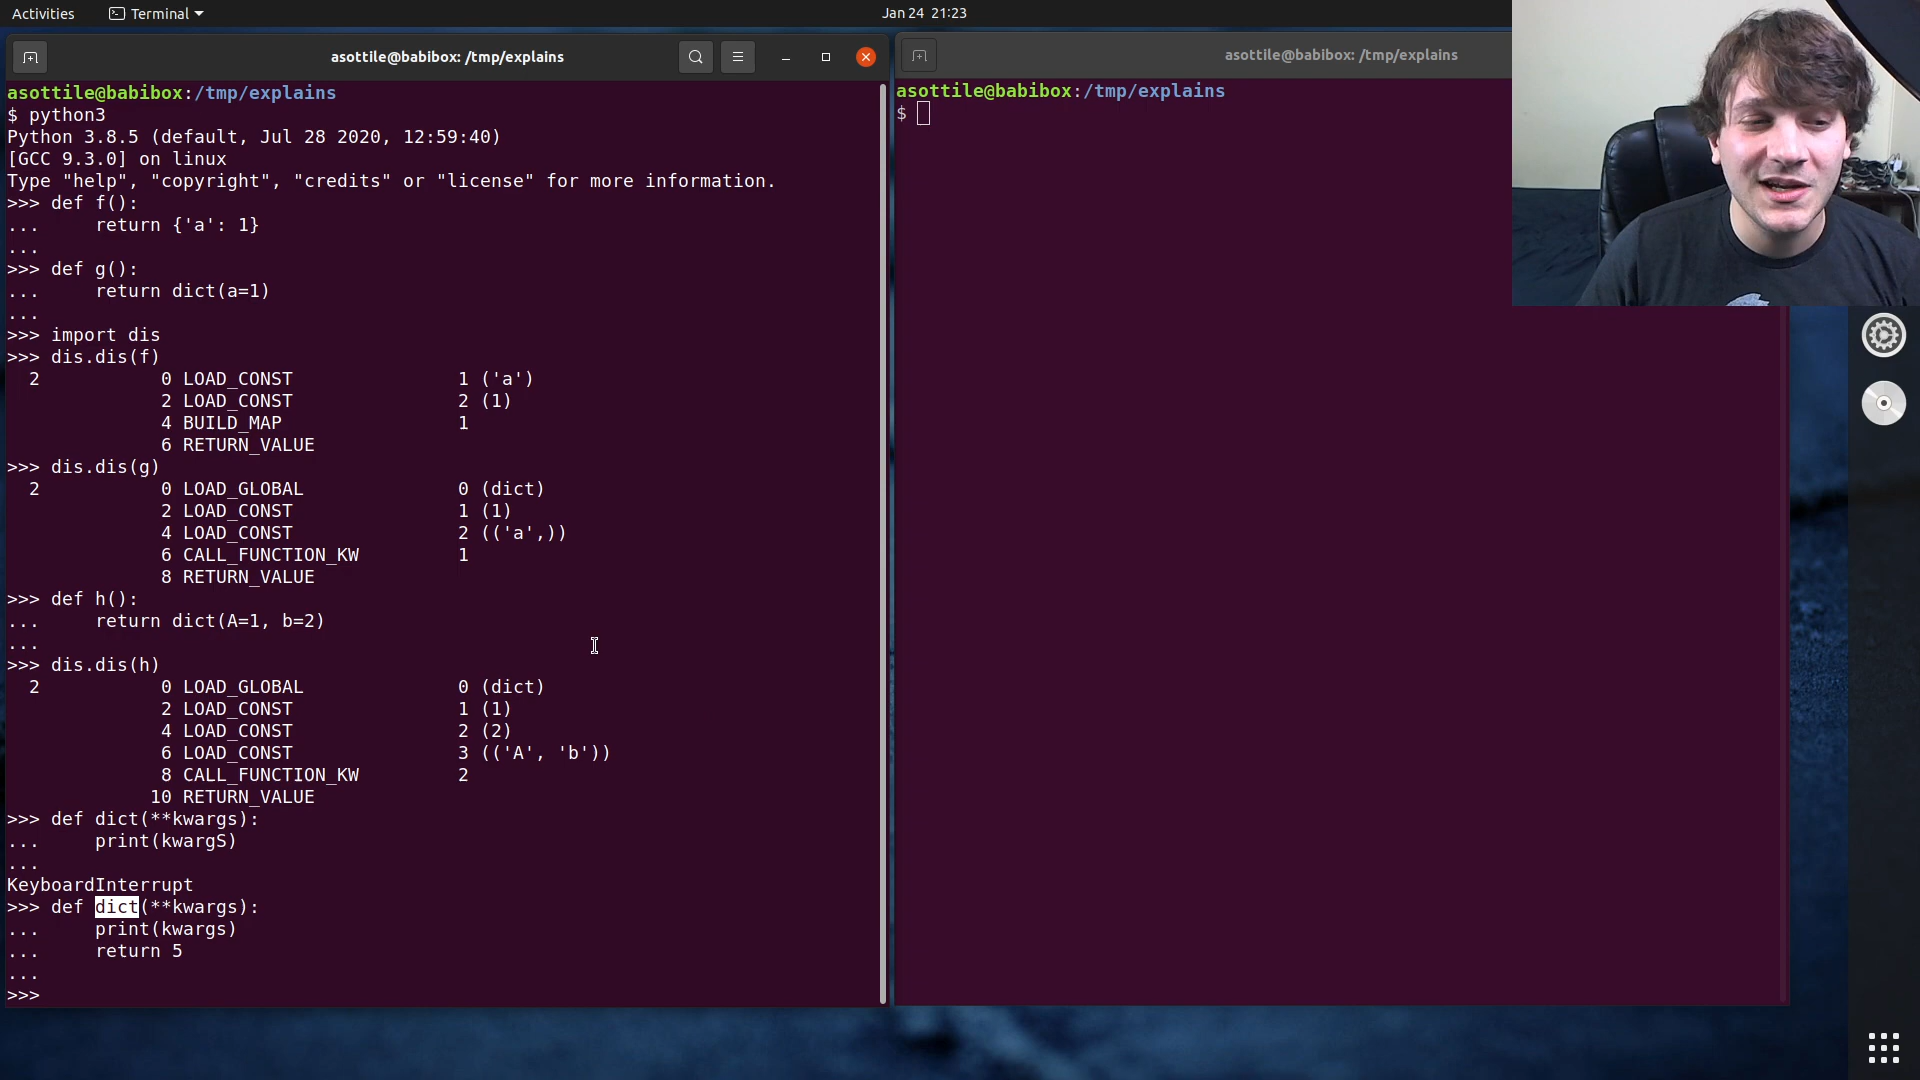 Activities
Terminal
Jan 24 21:23
asottile@babibox: /tmp/explains
asottile@babibox:/tmp/explains
$ python3
Python 3.8.5 (default, Jul 28 2020, 12:59:40)
[GCC 9.3.0] on linux
Type "help", "copyright", "credits" or "license" for more information.
>>> def f():
...     return {'a': 1}
...
>>> def g():
...     return dict(a=1)
...
>>> import dis
>>> dis.dis(f)
  2           0 LOAD_CONST               1 ('a')
              2 LOAD_CONST               2 (1)
              4 BUILD_MAP                1
              6 RETURN_VALUE
>>> dis.dis(g)
  2           0 LOAD_GLOBAL              0 (dict)
              2 LOAD_CONST               1 (1)
              4 LOAD_CONST               2 (('a',))
              6 CALL_FUNCTION_KW         1
              8 RETURN_VALUE
>>> def h():
...     return dict(A=1, b=2)
...
>>> dis.dis(h)
  2           0 LOAD_GLOBAL              0 (dict)
              2 LOAD_CONST               1 (1)
              4 LOAD_CONST               2 (2)
              6 LOAD_CONST               3 (('A', 'b'))
              8 CALL_FUNCTION_KW         2
             10 RETURN_VALUE
>>> def dict(**kwargs):
...     print(kwargS)
...
KeyboardInterrupt
>>> def dict(**kwargs):
...     print(kwargs)
...     return 5
...
>>>
asottile@babibox: /tmp/explains
asottile@babibox:/tmp/explains
$